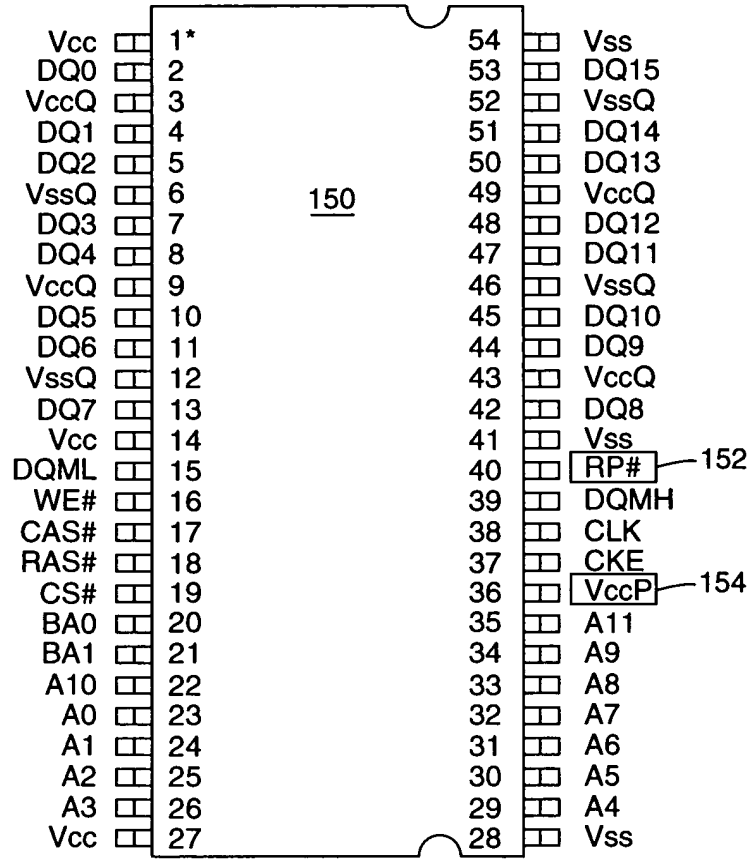 Vcc 1* 54 Vss
DQ0 2 53 DQ15
VccQ 3 52 VssQ
DQ1 4 51 DQ14
DQ2 5 50 DQ13
VssQ 6 150 49 VccQ
DQ3 7 48 DQ12
DQ4 8 47 DQ11
VccQ 9 46 VssQ
DQ5 10 45 DQ10
DQ6 11 44 DQ9
VssQ 12 43 VccQ
DQ7 13 42 DQ8
Vcc 14 41 Vss
DQML 15 40 RP# 152
WE# 16 39 DQMH
CAS# 17 38 CLK
RAS# 18 37 CKE
CS# 19 36 VccP 154
BA0 20 35 A11
BA1 21 34 A9
A10 22 33 A8
A0 23 32 A7
A1 24 31 A6
A2 25 30 A5
A3 26 29 A4
Vcc 27 28 Vss